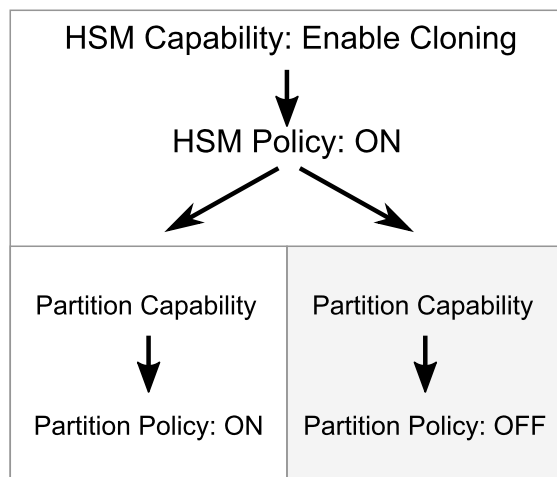 HSM Capability: Enable Cloning
HSM Policy: ON
Partition Capability
Partition Policy: ON
Partition Capability
Partition Policy: OFF